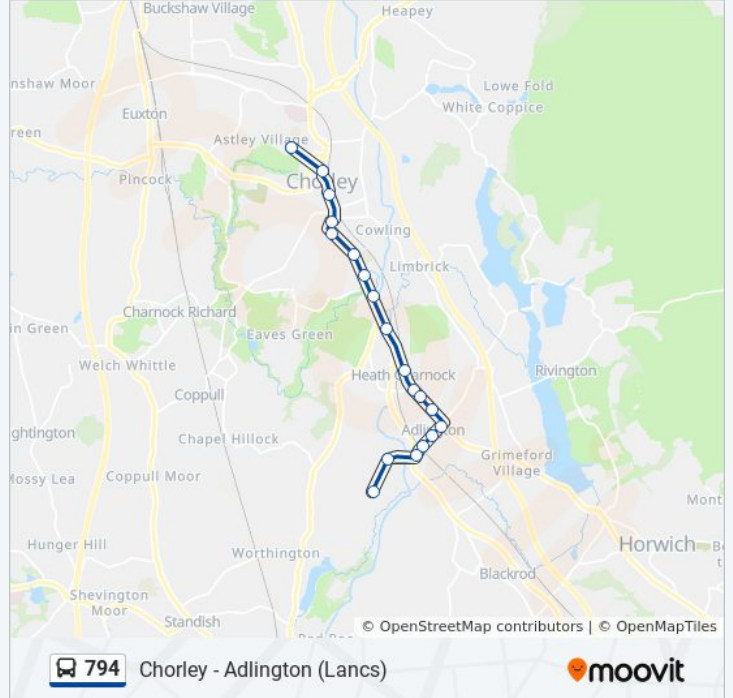 Buckshaw Village
Heapey
nshaw Moor
Lowe Fold
White Coppice
Euxton
reen
Astley Village
Pincock
Chorley
Cowling
Limbrick
Charnock Richard
in Green
Eaves Green
Welch Whittle
Rivington
Heath Charnock
Coppull
ghtington
Chapel Hillock
Adlington
Grimeford
Village
Mossy Lea
Coppull Moor
Mont
Hunger Hill
Worthington
Horwich
Be
t
Blackrod
Shevington
Moor
Standish
© OpenStreetMap contributors | © OpenMapTiles
794 Chorley - Adlington (Lancs)
moovit